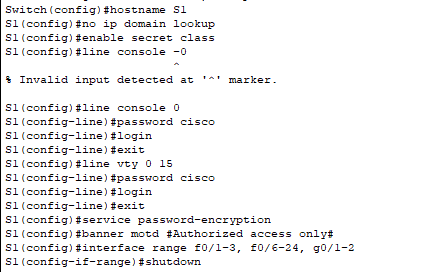 Switch(config)#hostname S1
S1(config)#no ip domain lookup
S1(config)#enable secret class
S1(config)#line console -0
^
% Invalid input detected at '^' marker.
S1(config)#line console 0
S1(config-line)#password cisco
S1(config-line)#login
S1(config-line)#exit
S1(config)#line vty 0 15
S1(config-line)#password cisco
S1(config-line)#login
S1(config-line)#exit
S1(config)#service password-encryption
S1(config)#banner motd #Authorized access only#
S1(config)#interface range f0/1-3, f0/6-24, g0/1-2
S1(config-if-range)#shutdown